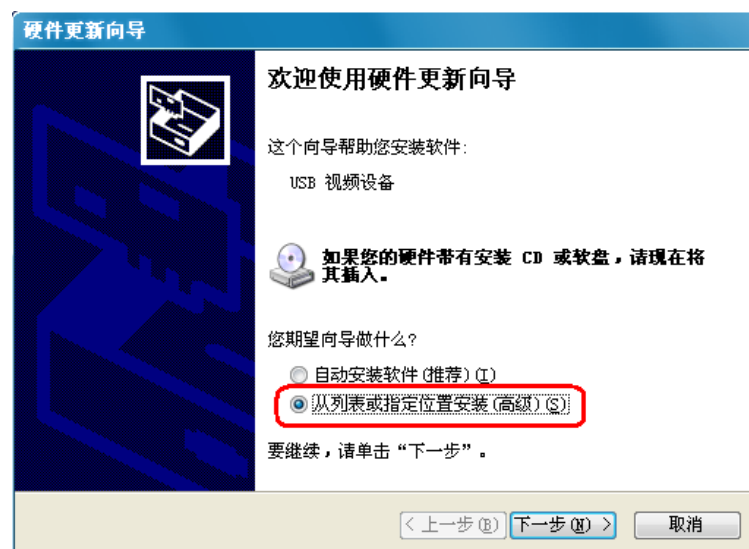 硬件更新向导
欢迎使用硬件更新向导
这个向导帮助您安装软件:
USB 视频设备
如果您的硬件带有安装 CD 或软盘，请现在将
其插入。
您期望向导做什么?
自动安装软件(推荐)(I)
从列表或指定位置安装(高级)(S)
要继续，请单击“下一步”。
< 上一步(B) 下一步(N) > 取消